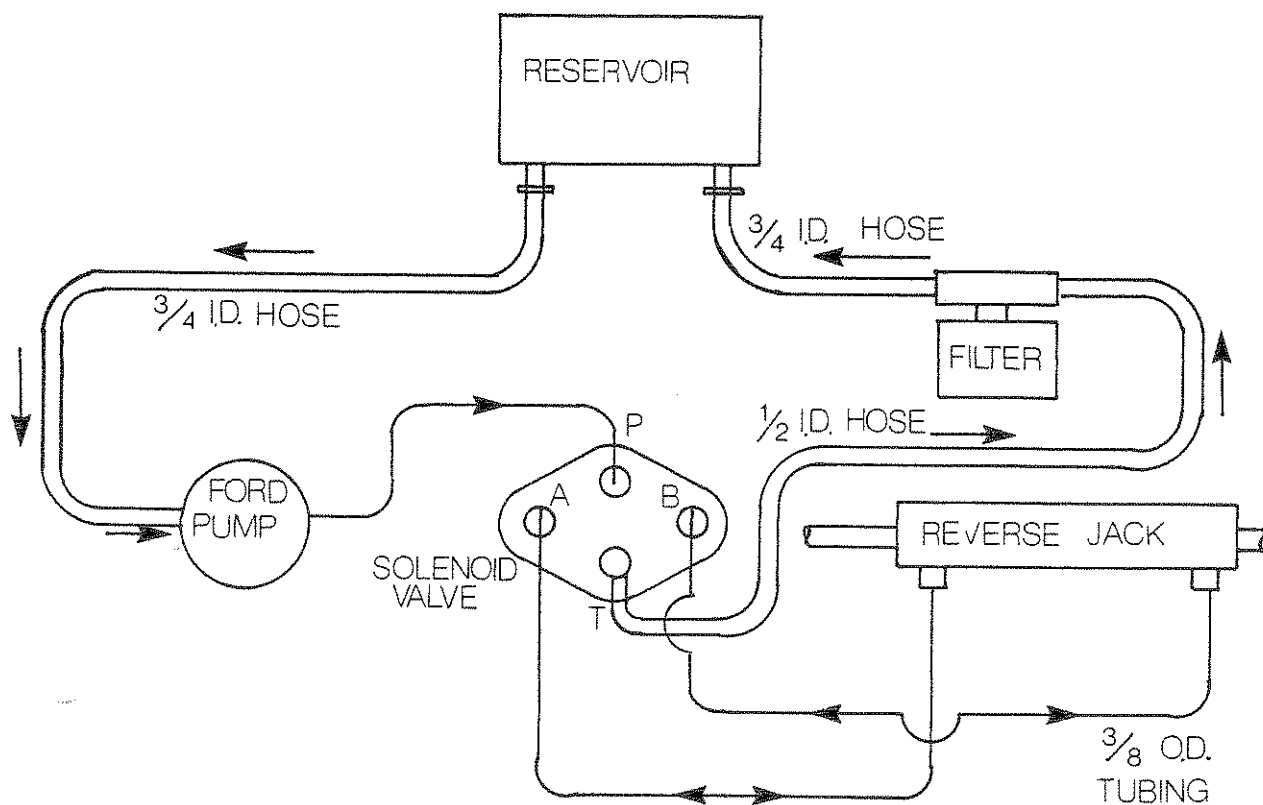 RESERVOIR
3/4 I.D. HOSE
3/4 I.D. HOSE
FILTER
1/2 I.D. HOSE
P
FORD
PUMP
A
B
REVERSE JACK
SOLENOID
VALVE
T
3/8 O.D.
TUBING